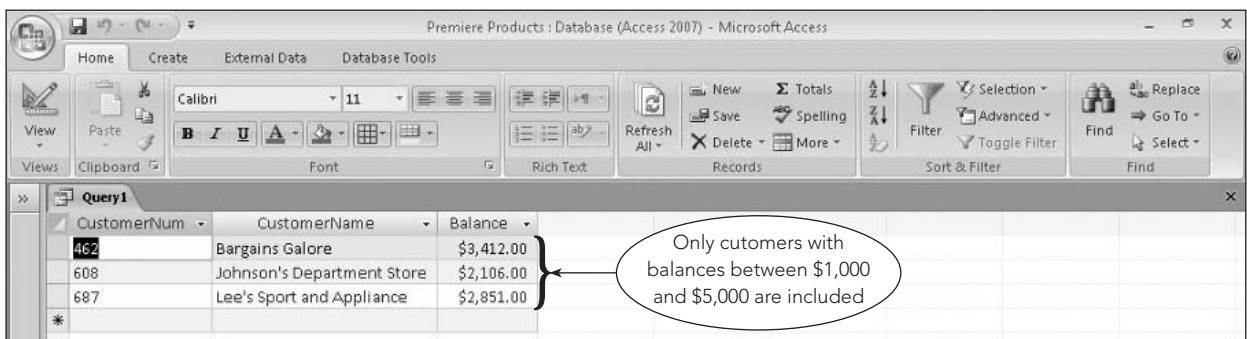 Premiere Products : Database (Access 2007) - Microsoft Access
Home Create External Data Database Tools
View
Views
Paste
Clipboard
Calibri 11
B I U A
Font
Rich Text
Refresh All
New
Save
Delete
Totals
Spelling
More
Records
Filter
Selection
Advanced
Toggle Filter
Sort & Filter
Find
Replace
Go To
Select
Find
Query1
CustomerNum CustomerName Balance
462 Bargains Galore $3,412.00
608 Johnson's Department Store $2,106.00
687 Lee's Sport and Appliance $2,851.00
Only cutomers with
balances between $1,000
and $5,000 are included